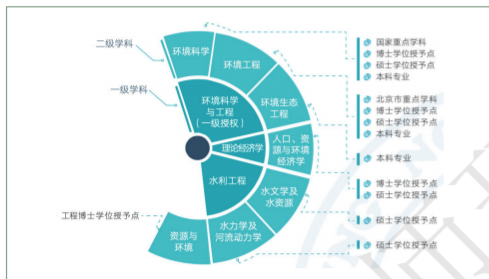 二级学科
一级学科
环境科学
环境工程
环境生态
工程
环境科学
与工程
（一级授权）
理论经济学
人口、资
源与环境
经济学
水利工程
水文学及
水资源
水力学及
河流动力学
资源与
环境
工程博士学位授予点
国家重点学科
博士学位授予点
硕士学位授予点
本科专业
北京市重点学科
博士学位授予点
硕士学位授予点
本科专业
本科专业
博士学位授予点
硕士学位授予点
硕士学位授予点
硕士学位授予点